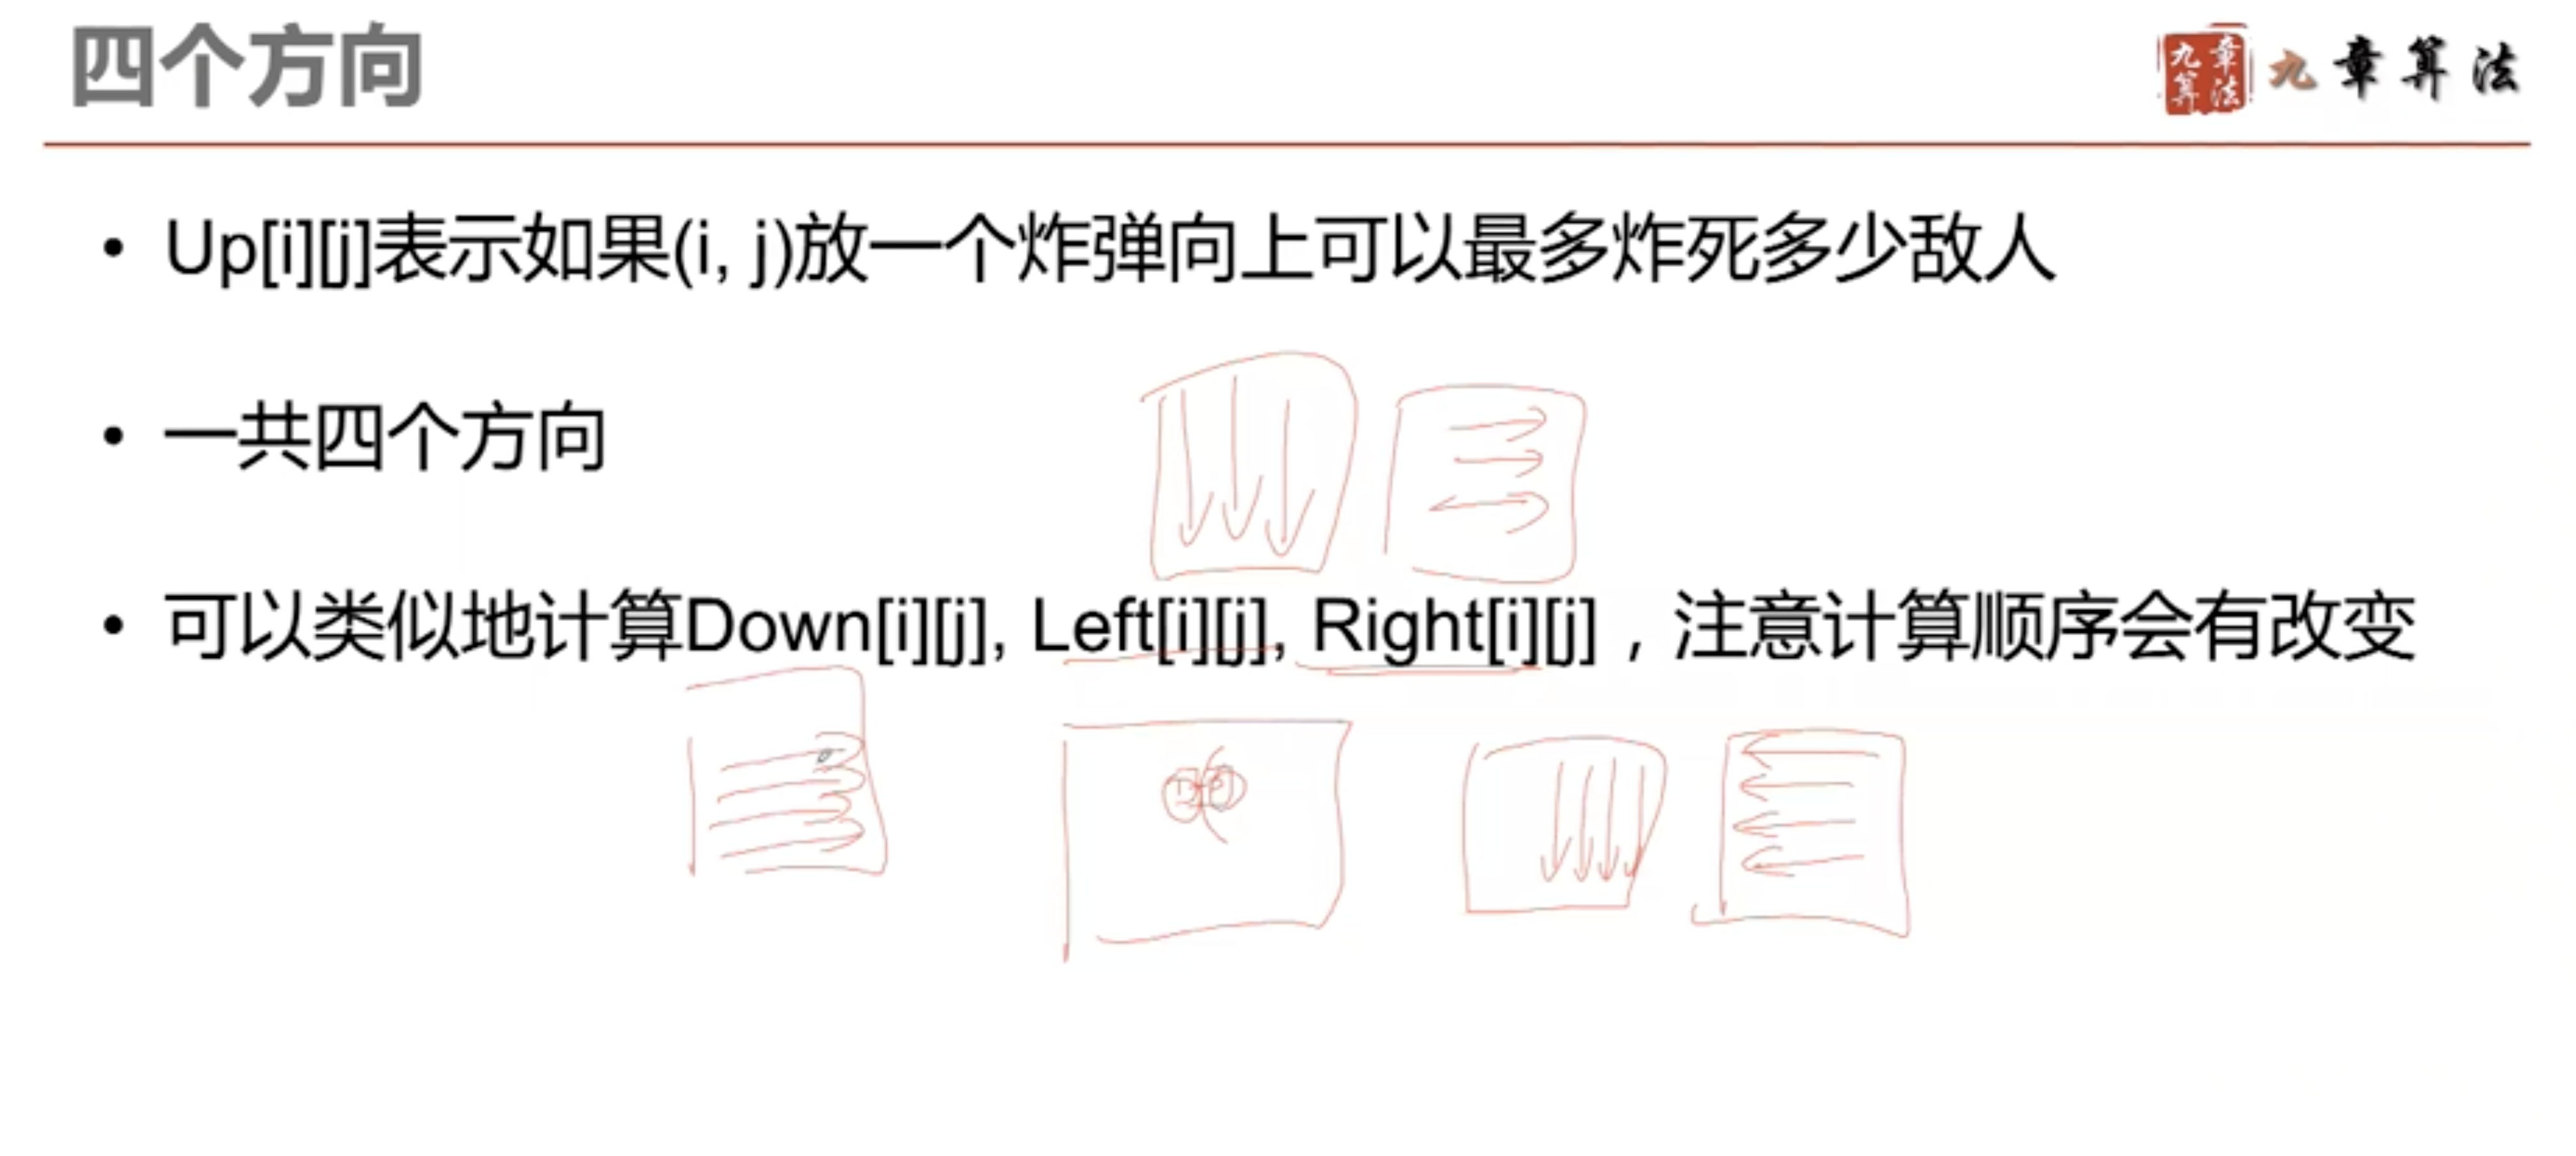 四个方向
九章算法
九章算法
• Up[i][j]表示如果(i, j)放一个炸弹向上可以最多炸死多少敌人
• 一共四个方向
• 可以类似地计算Down[i][j], Left[i][j], Right[i][j]，注意计算顺序会有改变